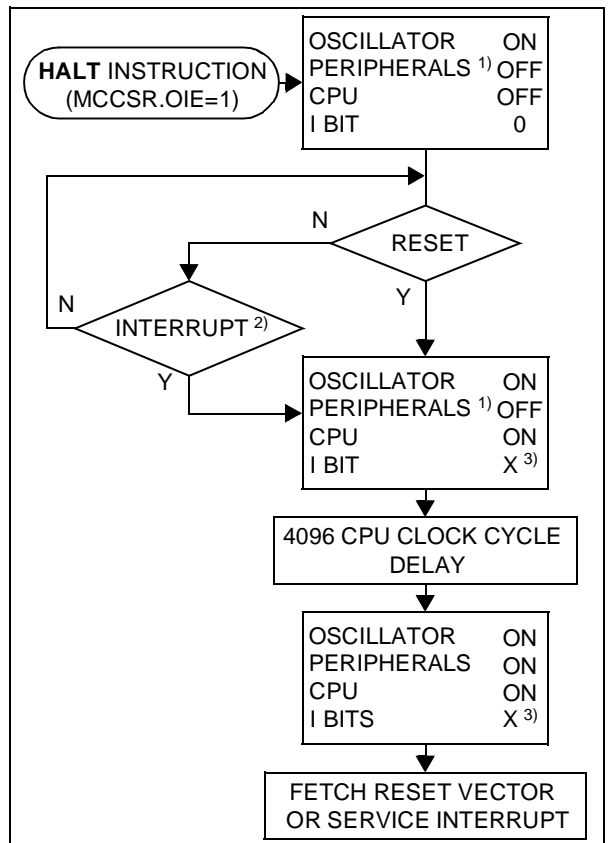 HALT INSTRUCTION
(MCCSR.OIE=1)
OSCILLATOR ON
PERIPHERALS 1) OFF
CPU OFF
I BIT 0
N
RESET
Y
N
INTERRUPT 2)
Y
OSCILLATOR ON
PERIPHERALS 1) OFF
CPU ON
I BIT X 3)
4096 CPU CLOCK CYCLE
DELAY
OSCILLATOR ON
PERIPHERALS ON
CPU ON
I BITS X 3)
FETCH RESET VECTOR
OR SERVICE INTERRUPT